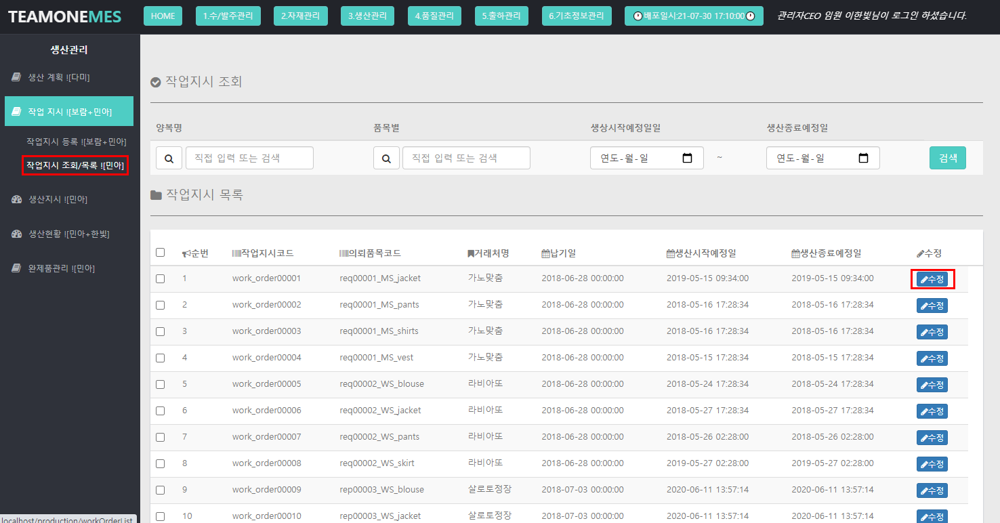 TEAMONEMES HOME 1.수/발주관리 2.자재관리 3.생산관리 4.품질관리 5.출하관리 6.기초정보관리 배포일시:21-07-30 17:10:00 관리자CEO 임원 이한빛님이 로그인 하셨습니다.
생산관리
생산 계획 ![다미]
작업 지시 ![보람+민아]
작업지시 등록 ![보람+민아]
작업지시 조회/목록 ![민아]
생산지시 ![민아]
생산현황 ![민아+한빛]
완제품관리 ![민아]
작업지시 조회
양복명 품목별 생상시작예정일일 생산종료예정일
직접 입력 또는 검색 직접 입력 또는 검색 연도-월-일 ~ 연도-월-일 검색
작업지시 목록
순번 작업지시코드 의뢰품목코드 거래처명 납기일 생산시작예정일 생산종료예정일 수정
1 work_order00001 req00001_MS_jacket 가노맞춤 2018-06-28 00:00:00 2019-05-15 09:34:00 2019-05-15 09:34:00 수정
2 work_order00002 req00001_MS_pants 가노맞춤 2018-06-28 00:00:00 2018-05-16 17:28:34 2018-05-16 17:28:34 수정
3 work_order00003 req00001_MS_shirts 가노맞춤 2018-06-28 00:00:00 2018-05-16 17:28:34 2018-05-16 17:28:34 수정
4 work_order00004 req00001_MS_vest 가노맞춤 2018-06-28 00:00:00 2018-05-15 17:28:34 2018-05-15 17:28:34 수정
5 work_order00005 req00002_WS_blouse 라비아또 2018-06-28 00:00:00 2018-05-24 17:28:34 2018-05-24 17:28:34 수정
6 work_order00006 req00002_WS_jacket 라비아또 2018-06-28 00:00:00 2018-05-27 17:28:34 2018-05-27 17:28:34 수정
7 work_order00007 req00002_WS_pants 라비아또 2018-06-28 00:00:00 2018-05-26 02:28:00 2018-05-26 02:28:00 수정
8 work_order00008 req00002_WS_skirt 라비아또 2018-06-28 00:00:00 2019-05-27 02:28:00 2019-05-27 02:28:00 수정
9 work_order00009 rep00003_WS_blouse 살로토정장 2018-07-03 00:00:00 2020-06-11 13:57:14 2020-06-11 13:57:14 수정
10 work_order00010 rep00003_WS_jacket 살로토정장 2018-07-03 00:00:00 2020-06-11 13:57:14 2020-06-11 13:57:14 수정
localhost/production/workOrderList